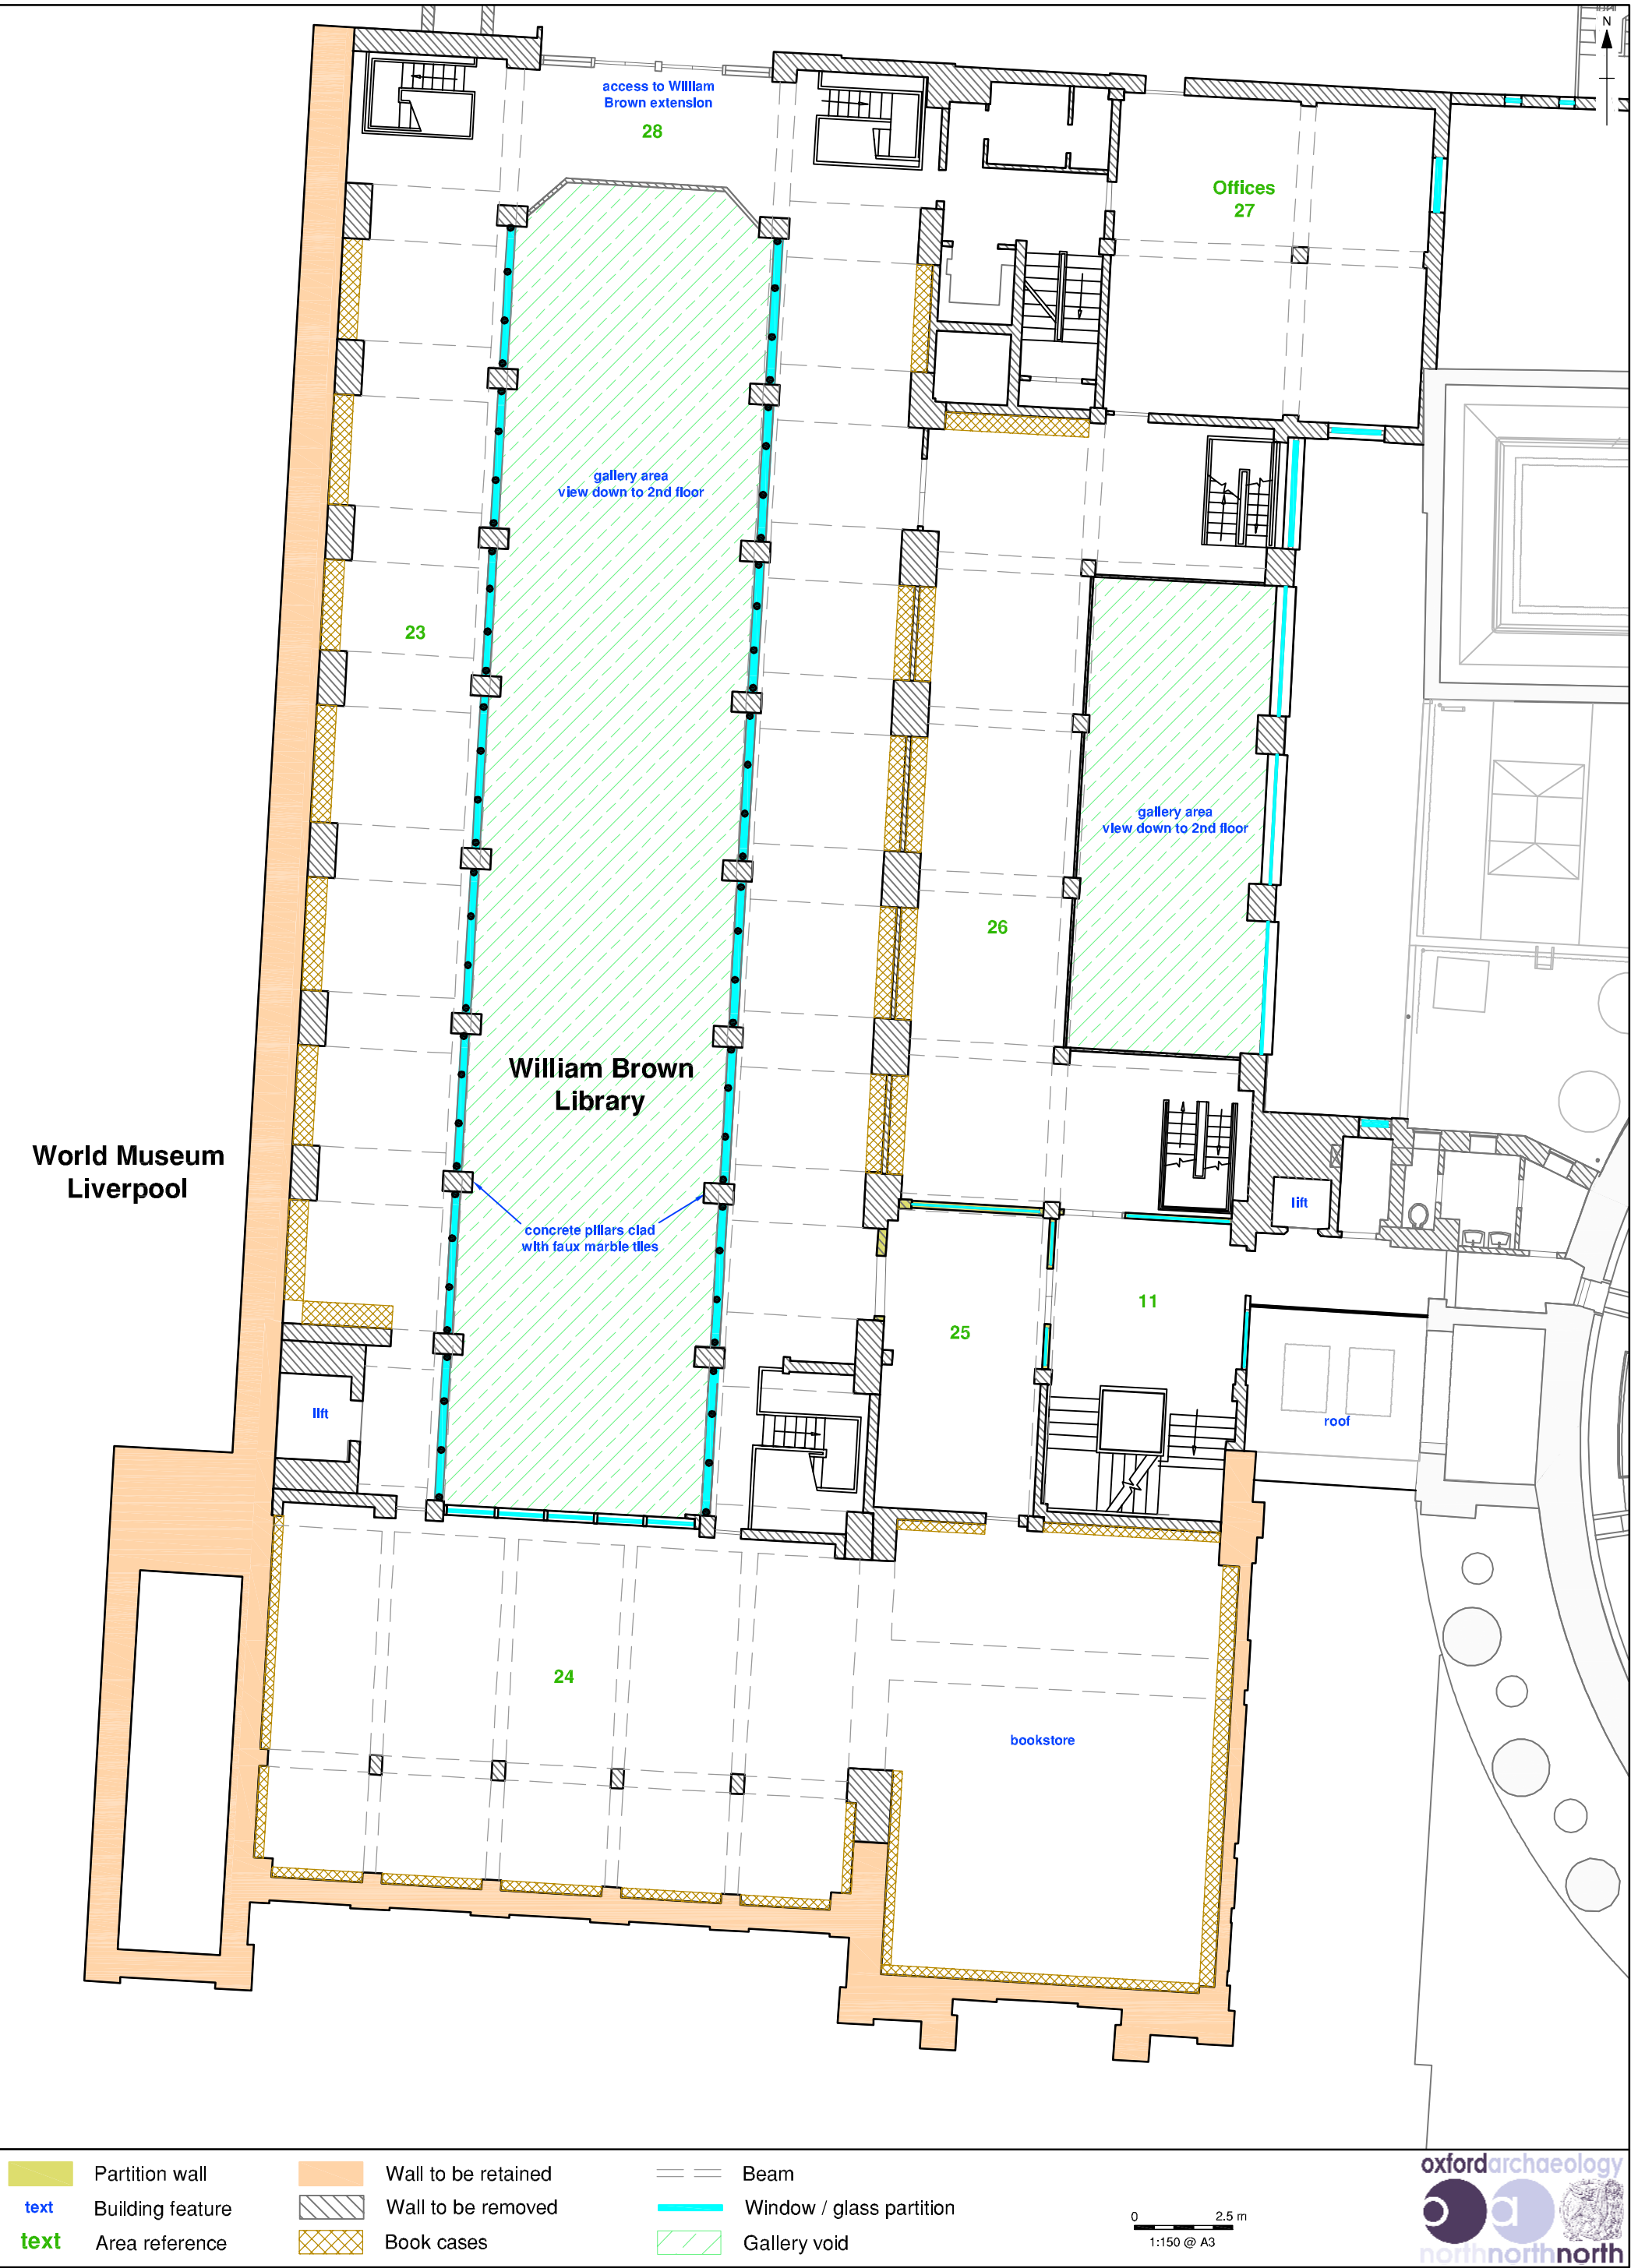 N
access to William
Brown extension
28
Offices
27
gallery area
view down to 2nd floor
23
gallery area
view down to 2nd floor
26
William Brown
Library
World Museum
Liverpool
concrete pillars clad
with faux marble tiles
lift
11
25
lift
roof
24
bookstore
Partition wall
Wall to be retained
Beam
text Building feature
Wall to be removed
Window / glass partition
text Area reference
Book cases
Gallery void
0 2.5 m
1:150 @ A3
oxfordarchaeology
oa
northnorthnorth